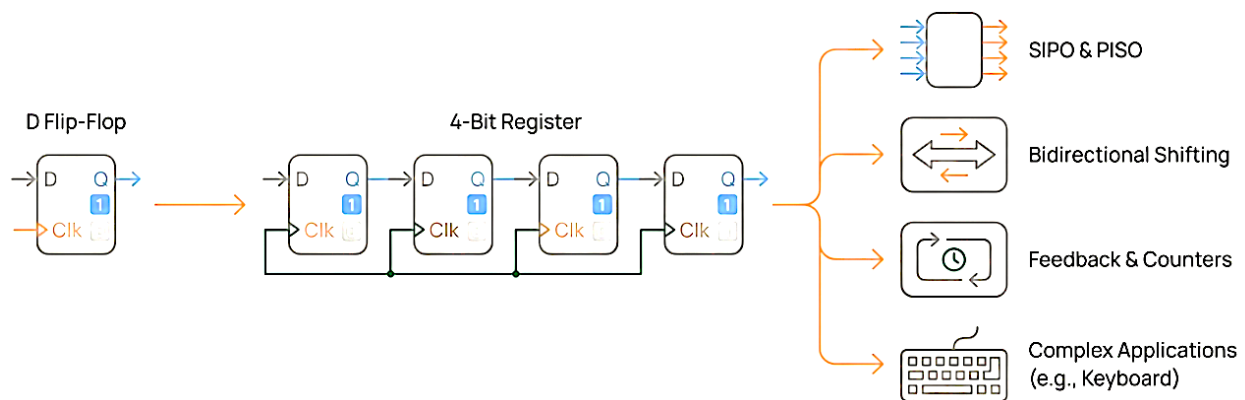 D Flip-Flop
D Q
1
Clk
4-Bit Register
D Q
1
Clk
D Q
1
Clk
D Q
1
Clk
D Q
1
Clk
SIPO & PISO
Bidirectional Shifting
Feedback & Counters
Complex Applications
(e.g., Keyboard)